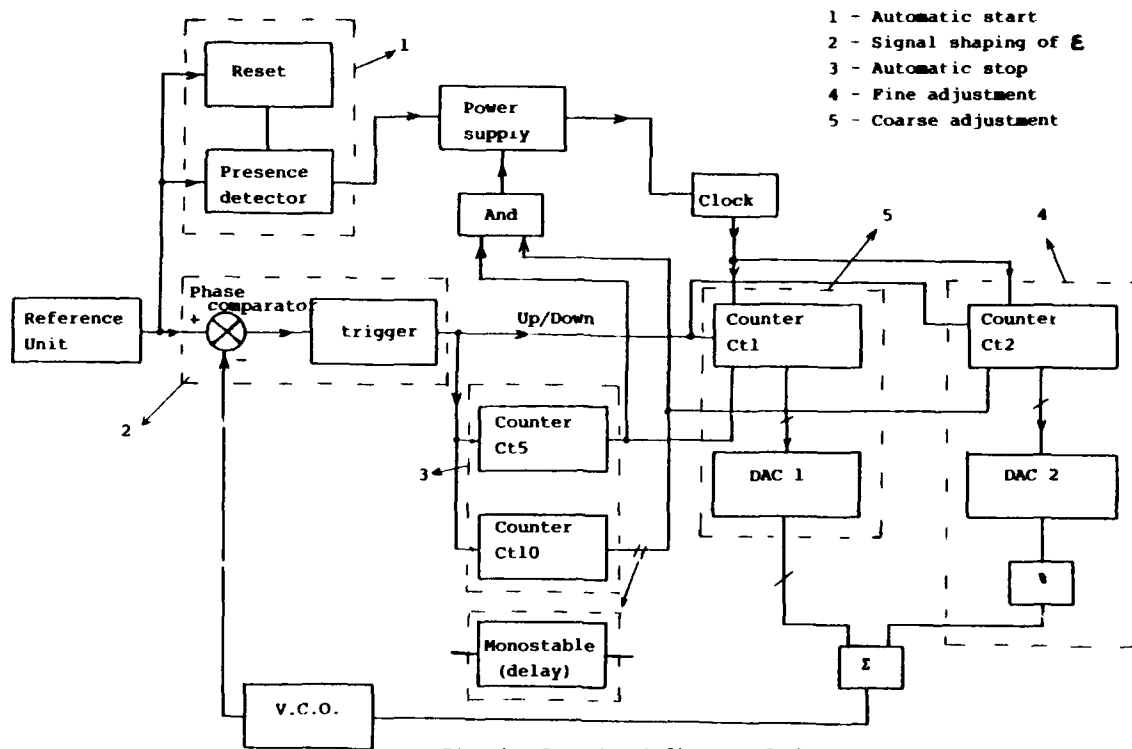 1 - Automatic start
2 - Signal shaping of ε
3 - Automatic stop
4 - Fine adjustment
5 - Coarse adjustment
1
Reset
Power
supply
Presence
detector
Clock
And
5
4
Phase
comparator
+
-
Reference
Unit
trigger
Up/Down
Counter
Ct1
Counter
Ct2
2
3
Counter
Ct5
DAC 1
DAC 2
Counter
Ct10
%
Monostable
(delay)
Σ
V.C.O.